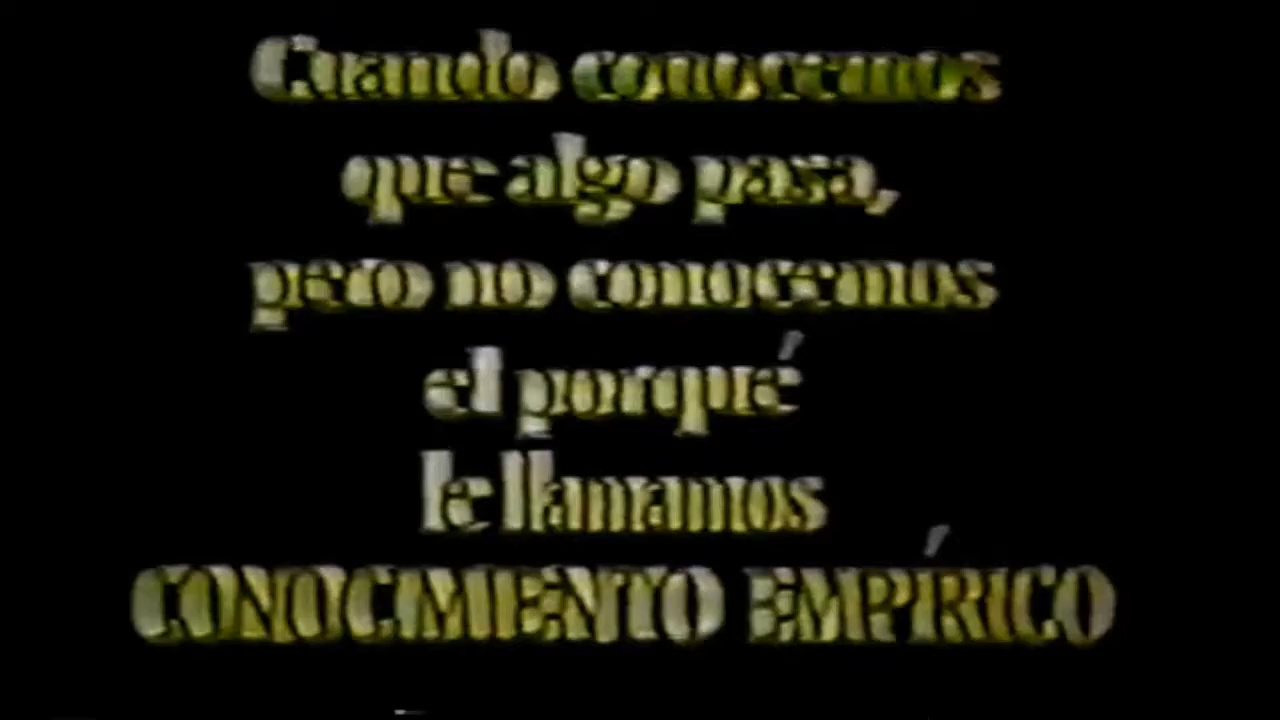 Cuando conocemos
que algo pasa,
pero no conocemos
el porqué
le llamamos
CONOCIMIENTO EMPÍRICO